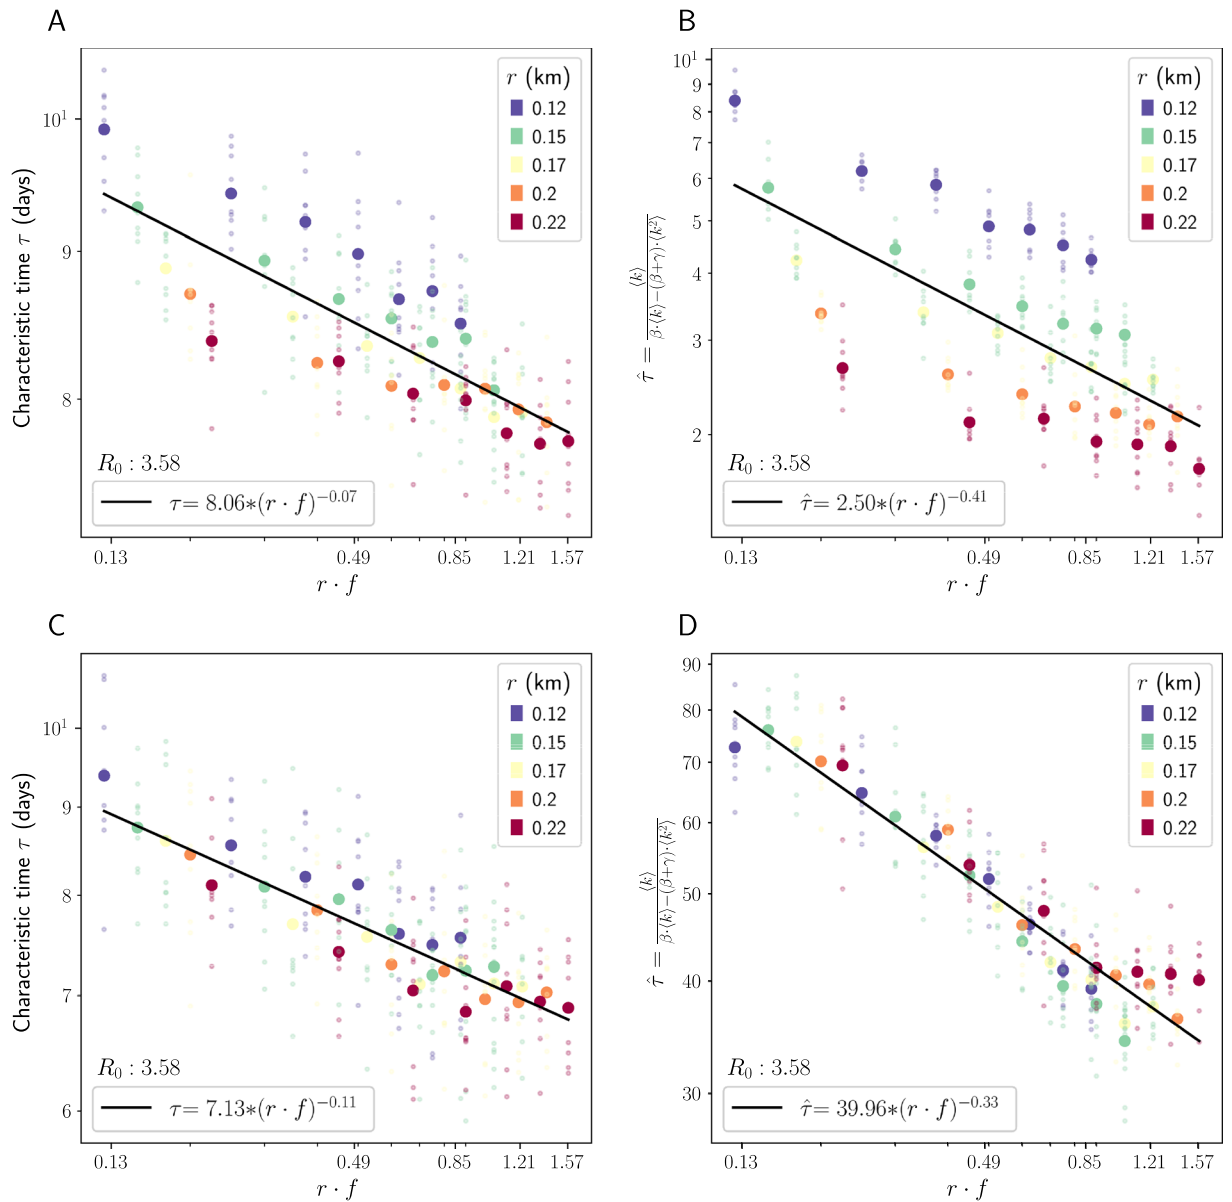 A
Characteristic time τ (days)
10¹
9
8
r (km)
0.12
0.15
0.17
0.2
0.22
R₀ : 3.58
τ = 8.06*(r · f)^−0.07
0.13 0.49 0.85 1.21 1.57
r · f
B
τ̂ = ⟨k⟩ / β·⟨k⟩−(β+γ)·⟨k²⟩
10¹
9
8
7
6
5
4
3
2
r (km)
0.12
0.15
0.17
0.2
0.22
R₀ : 3.58
τ̂ = 2.50*(r · f)^−0.41
0.13 0.49 0.85 1.21 1.57
r · f
C
Characteristic time τ (days)
10¹
9
8
7
6
r (km)
0.12
0.15
0.17
0.2
0.22
R₀ : 3.58
τ = 7.13*(r · f)^−0.11
0.13 0.49 0.85 1.21 1.57
r · f
D
τ̂ = ⟨k⟩ / β·⟨k⟩−(β+γ)·⟨k²⟩
90
80
70
60
50
40
30
r (km)
0.12
0.15
0.17
0.2
0.22
R₀ : 3.58
τ̂ = 39.96*(r · f)^−0.33
0.13 0.49 0.85 1.21 1.57
r · f